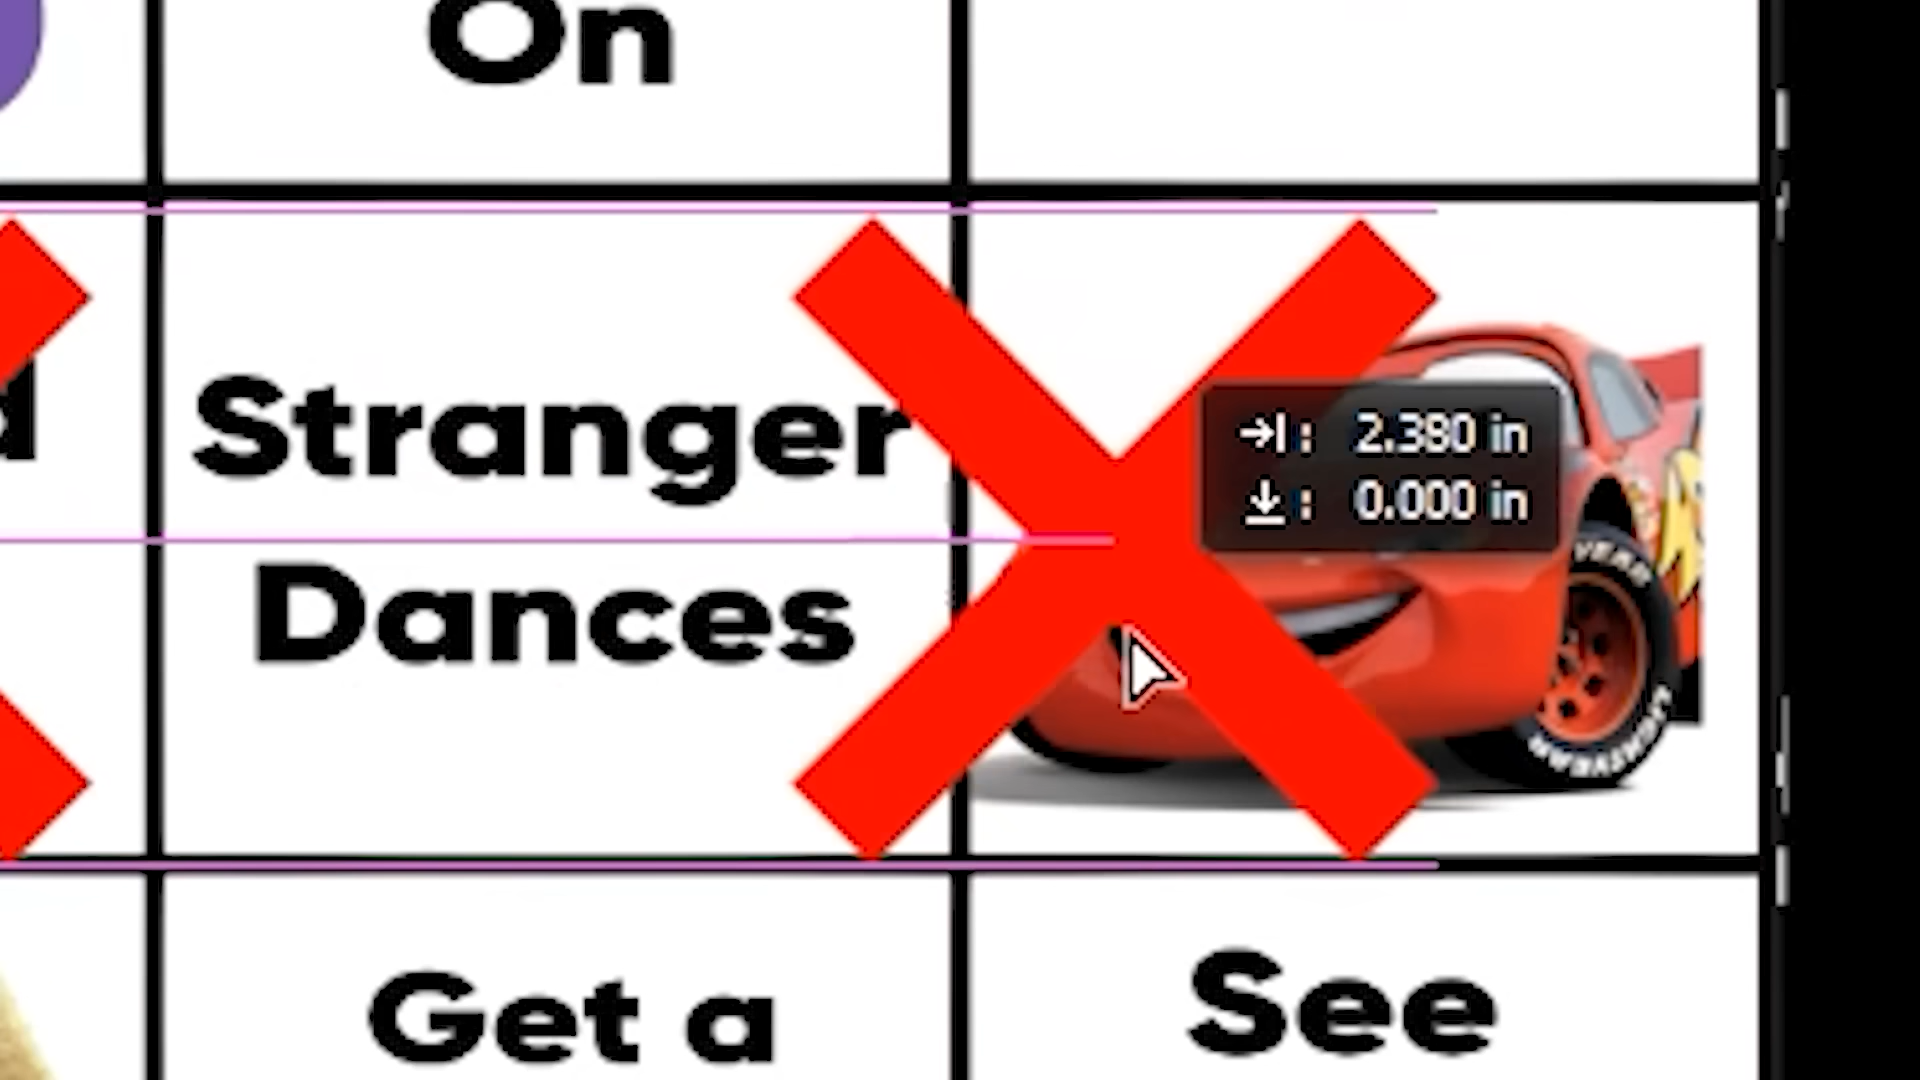 On
Stranger
Dances
→|: 2.380 in
↓: 0.000 in
Get a
See